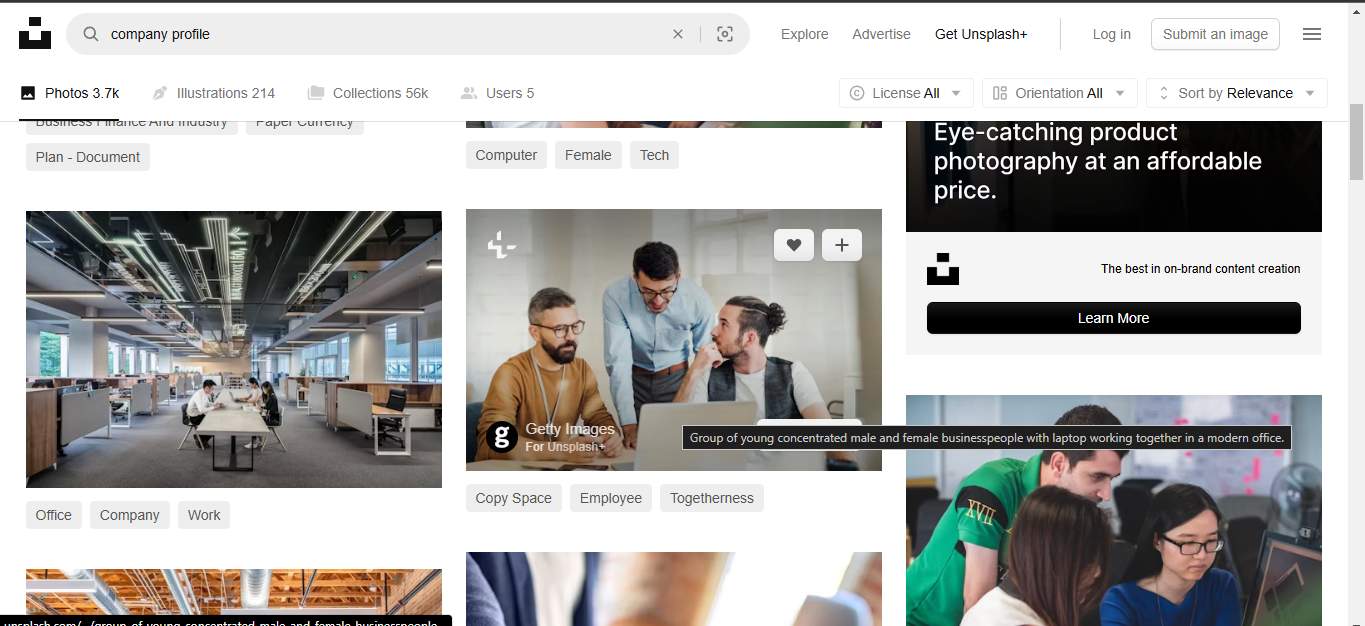 company profile
Explore
Advertise
Get Unsplash+
Log in
Submit an image
Photos 3.7k
Illustrations 214
Collections 56k
Users 5
License All
Orientation All
Sort by Relevance
Business Finance And Industry
Paper Currency
Plan - Document
Computer
Female
Tech
Eye-catching product
photography at an affordable
price.
The best in on-brand content creation
Learn More
Getty Images
For Unsplash+
Group of young concentrated male and female businesspeople with laptop working together in a modern office.
XVII
Office
Company
Work
Copy Space
Employee
Togetherness
unsplash.com/.../group-of-young-concentrated-male-and-female-businesspeople...